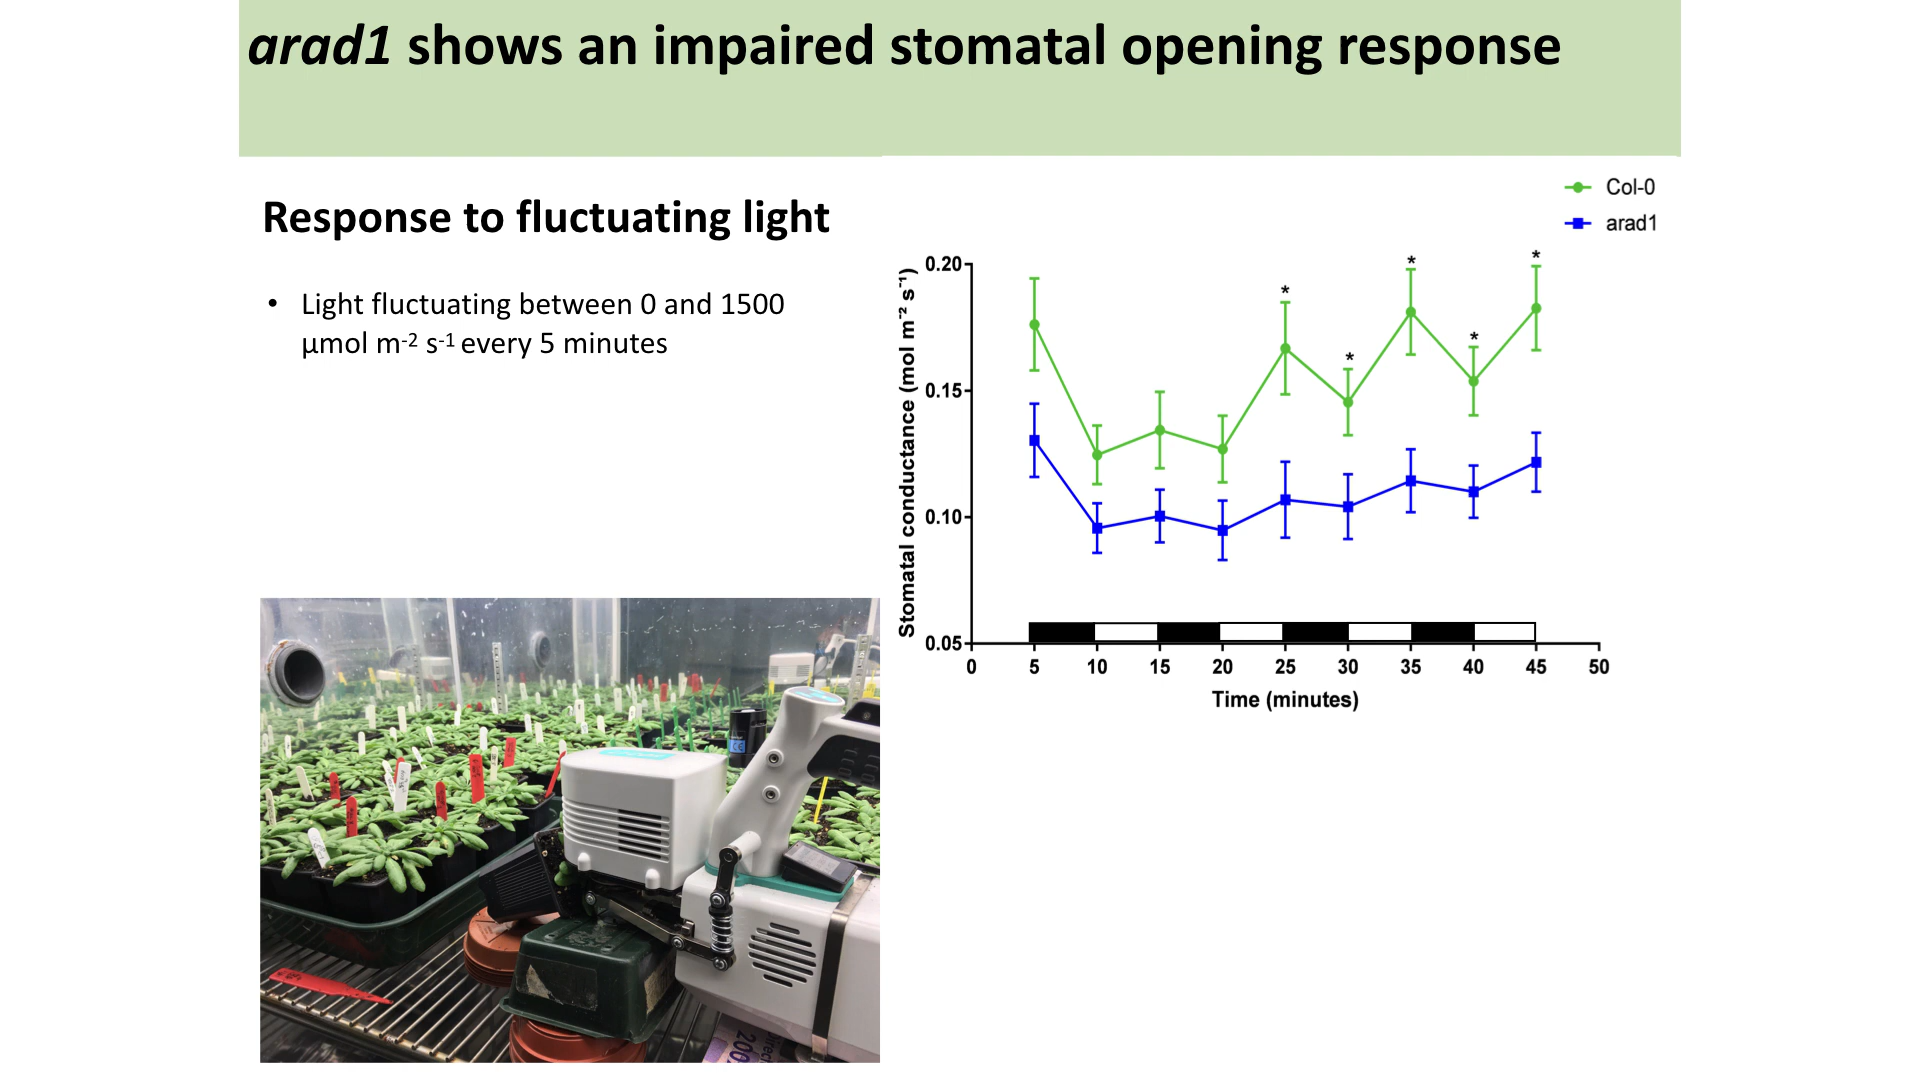 arad1 shows an impaired stomatal opening response
Response to fluctuating light
• Light fluctuating between 0 and 1500
µmol m-2 s-1 every 5 minutes
Col-0
arad1
Stomatal conductance (mol m⁻² s⁻¹)
0.20
0.15
0.10
0.05
*
*
*
*
*
0
5
10
15
20
25
30
35
40
45
50
Time (minutes)